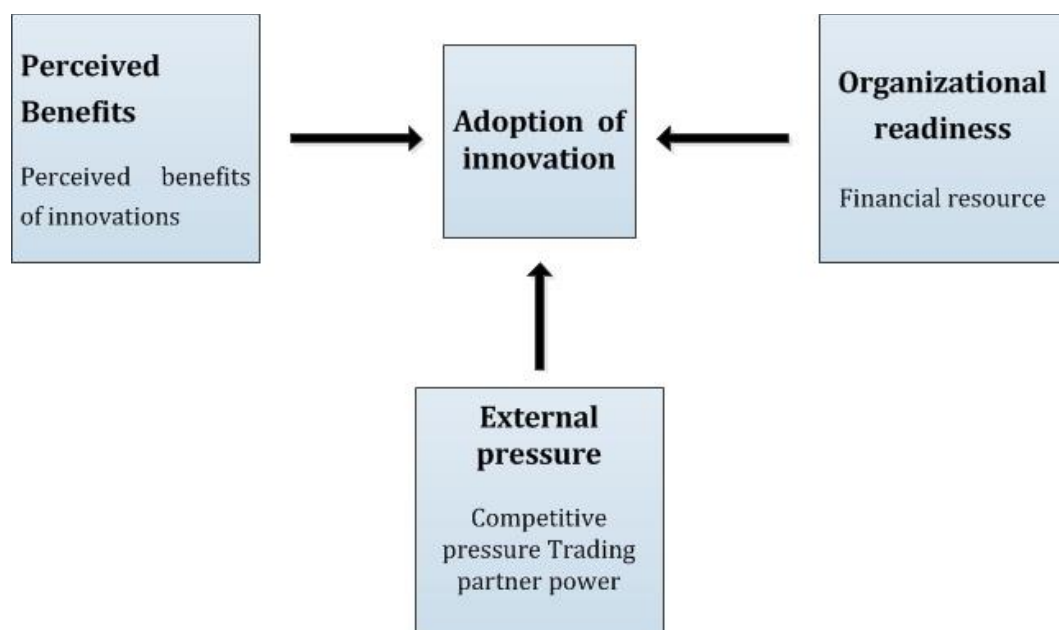 Perceived
Benefits
Perceived benefits
of innovations
Adoption of
innovation
Organizational
readiness
Financial resource
External
pressure
Competitive
pressure Trading
partner power